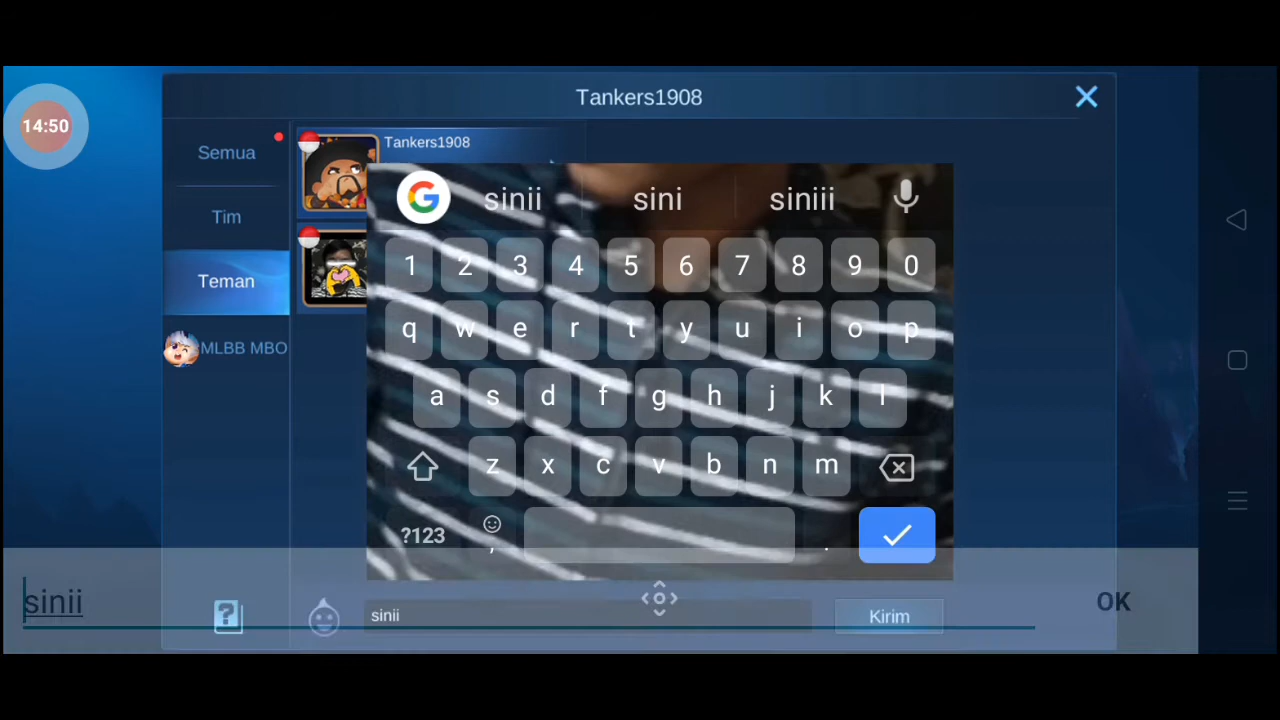 Tankers1908
14:50
Semua
Tankers1908
Tim
Teman
MLBB MBO
sinii sini siniii
1 2 3 4 5 6 7 8 9 0
q w e r t y u i o p
a s d f g h j k l
z x c v b n m
?123 , .
sinii
sinii
Kirim
OK